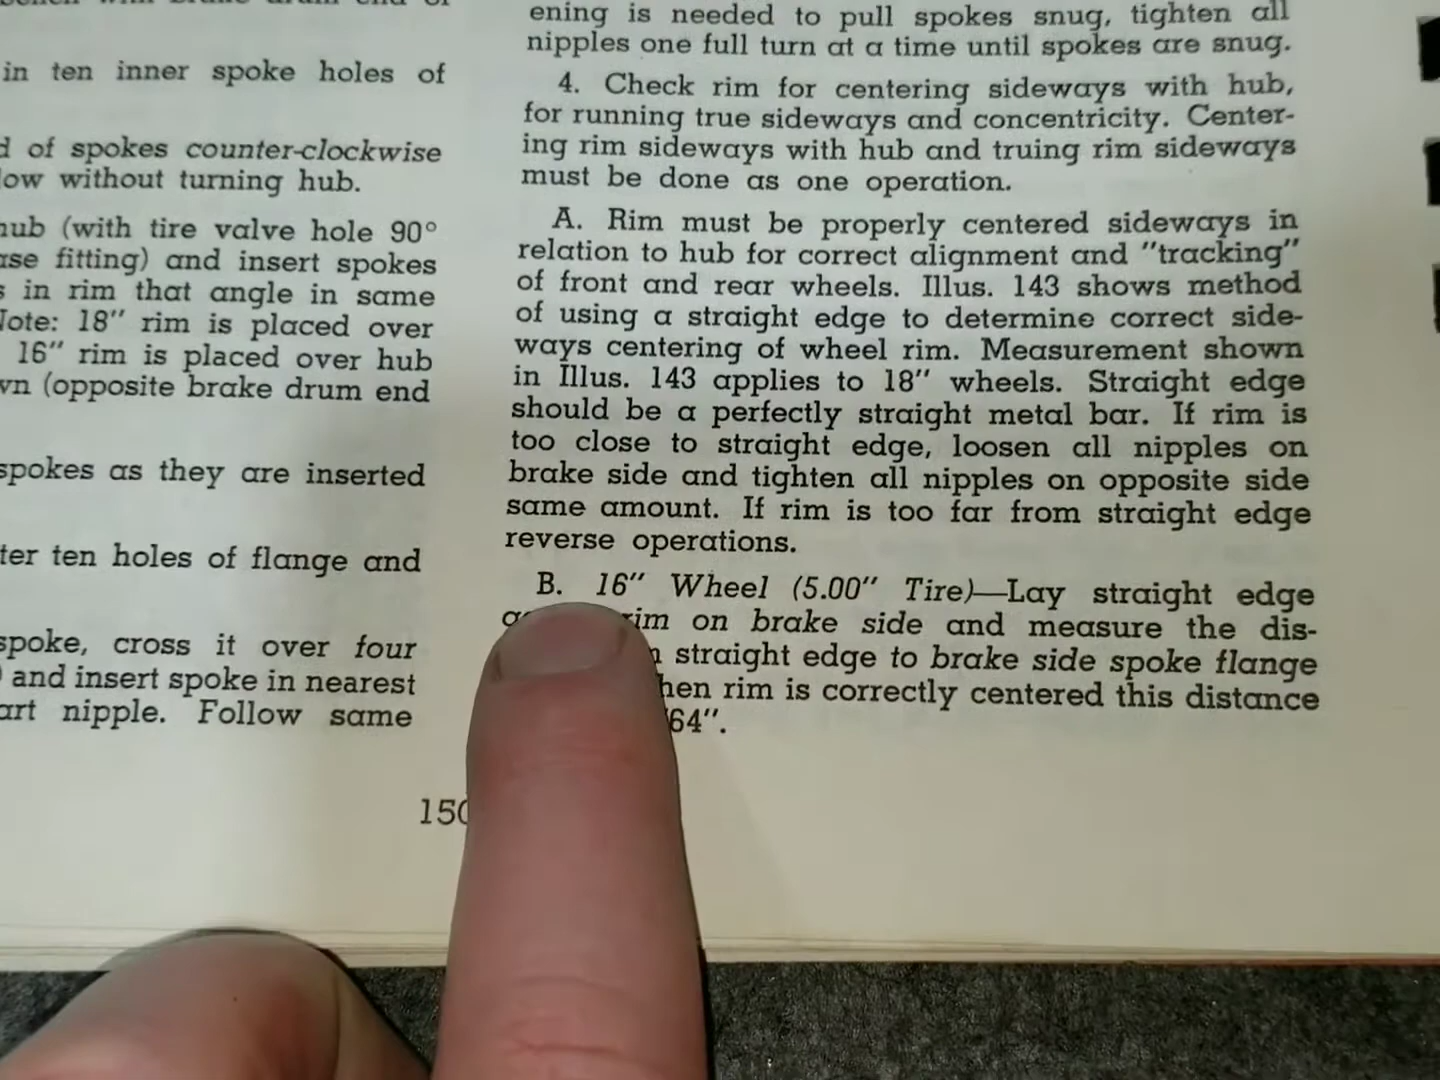 in ten inner spoke holes of
of spokes counter-clockwise
without turning hub.
(with tire valve hole 90°
fitting) and insert spokes
in rim that angle in same
18" rim is placed over
16" rim is placed over hub
(opposite brake drum end
spokes as they are inserted
ten holes of flange and
spoke, cross it over four
and insert spoke in nearest
nipple. Follow same
ening is needed to pull spokes snug, tighten all
nipples one full turn at a time until spokes are snug.
4. Check rim for centering sideways with hub,
for running true sideways and concentricity. Center-
ing rim sideways with hub and truing rim sideways
must be done as one operation.
A. Rim must be properly centered sideways in
relation to hub for correct alignment and "tracking"
of front and rear wheels. Illus. 143 shows method
of using a straight edge to determine correct side-
ways centering of wheel rim. Measurement shown
in Illus. 143 applies to 18" wheels. Straight edge
should be a perfectly straight metal bar. If rim is
too close to straight edge, loosen all nipples on
brake side and tighten all nipples on opposite side
same amount. If rim is too far from straight edge
reverse operations.
B. 16" Wheel (5.00" Tire)—Lay straight edge
rim on brake side and measure the dis-
straight edge to brake side spoke flange
rim is correctly centered this distance
64".
150